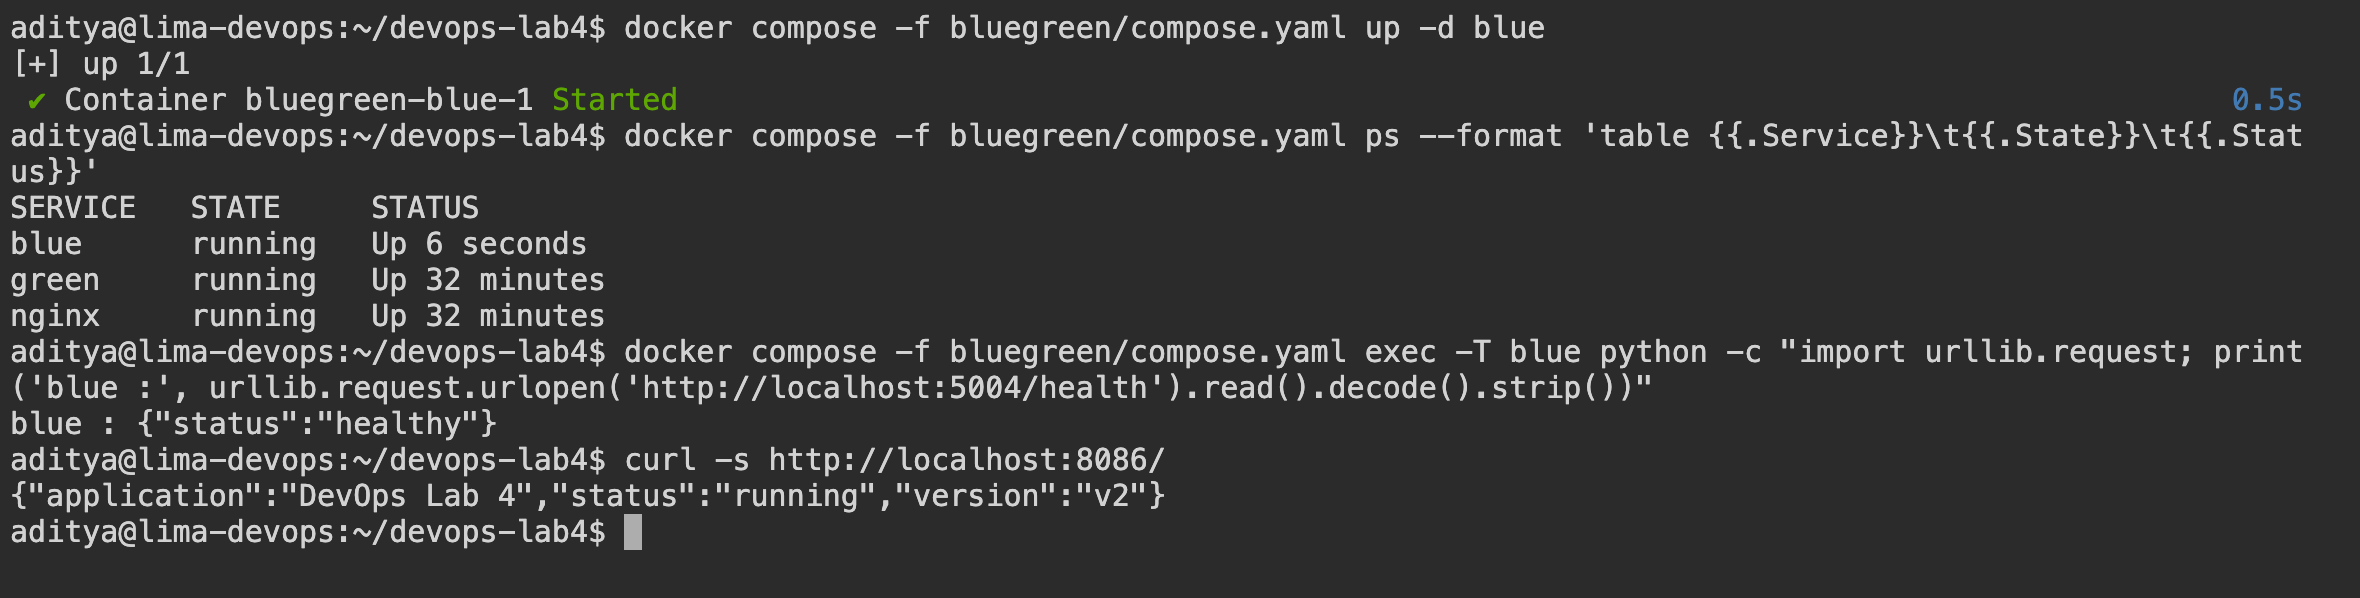 aditya@lima-devops:~/devops-lab4$ docker compose -f bluegreen/compose.yaml up -d blue
[+] up 1/1
 ✔ Container bluegreen-blue-1 Started 0.5s
aditya@lima-devops:~/devops-lab4$ docker compose -f bluegreen/compose.yaml ps --format 'table {{.Service}}\t{{.State}}\t{{.Stat
us}}'
SERVICE   STATE     STATUS
blue      running   Up 6 seconds
green     running   Up 32 minutes
nginx     running   Up 32 minutes
aditya@lima-devops:~/devops-lab4$ docker compose -f bluegreen/compose.yaml exec -T blue python -c "import urllib.request; print
('blue :', urllib.request.urlopen('http://localhost:5004/health').read().decode().strip())"
blue : {"status":"healthy"}
aditya@lima-devops:~/devops-lab4$ curl -s http://localhost:8086/
{"application":"DevOps Lab 4","status":"running","version":"v2"}
aditya@lima-devops:~/devops-lab4$